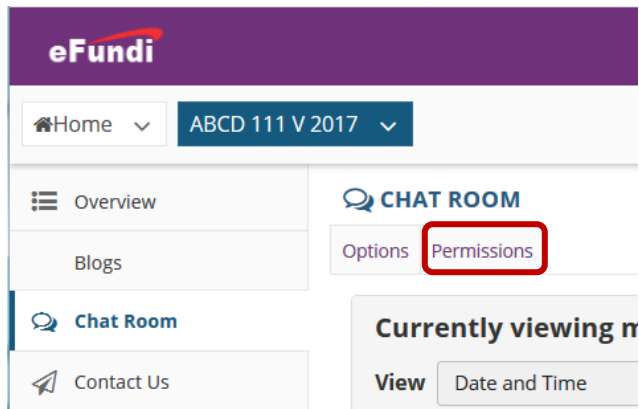 eFundi
Home ABCD 111 V 2017
Overview
Blogs
Chat Room
Contact Us
CHAT ROOM
Options Permissions
Currently viewing
View Date and Time